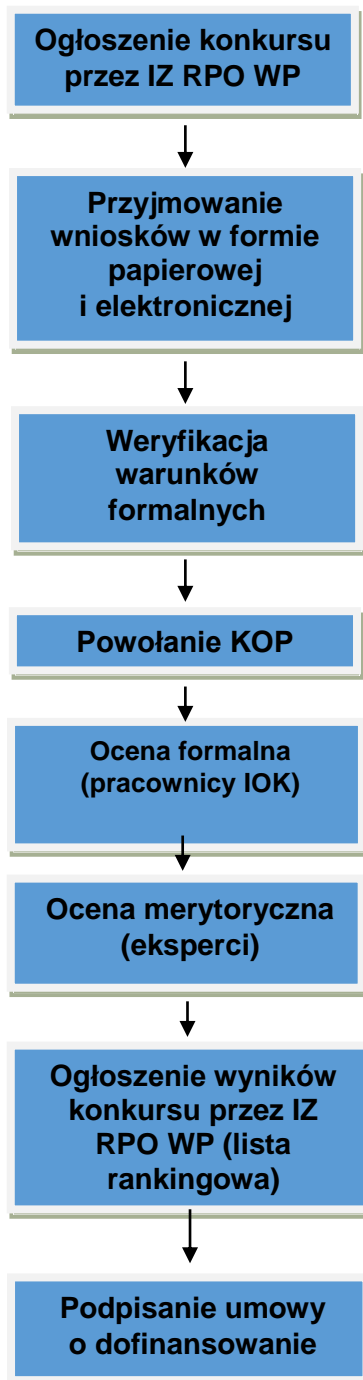 Ogłoszenie konkursu
przez IZ RPO WP
Przyjmowanie
wniosków w formie
papierowej
i elektronicznej
Weryfikacja
warunków
formalnych
Powołanie KOP
Ocena formalna
(pracownicy IOK)
Ocena merytoryczna
(eksperci)
Ogłoszenie wyników
konkursu przez IZ
RPO WP (lista
rankingowa)
Podpisanie umowy
o dofinansowanie